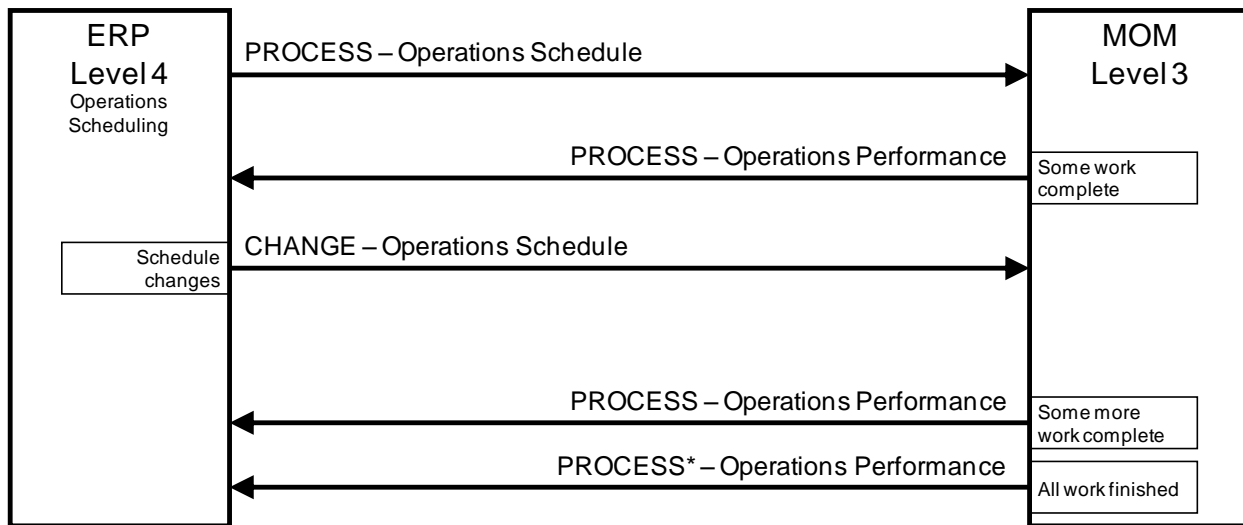 ERP
Level 4
Operations
Scheduling
MOM
Level 3
PROCESS – Operations Schedule
PROCESS – Operations Performance
Some work
complete
Schedule
changes
CHANGE – Operations Schedule
PROCESS – Operations Performance
Some more
work complete
PROCESS* – Operations Performance
All work finished